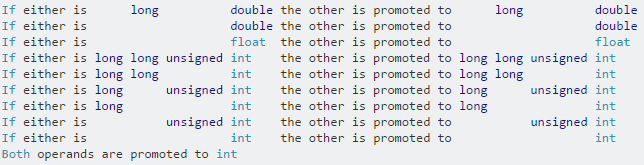 If either is      long          double the other is promoted to      long          double
If either is                    double the other is promoted to                    double
If either is                    float  the other is promoted to                    float
If either is long long unsigned int    the other is promoted to long long unsigned int
If either is long long          int    the other is promoted to long long          int
If either is long      unsigned int    the other is promoted to long      unsigned int
If either is long               int    the other is promoted to long               int
If either is           unsigned int    the other is promoted to           unsigned int
If either is                    int    the other is promoted to                    int
Both operands are promoted to int